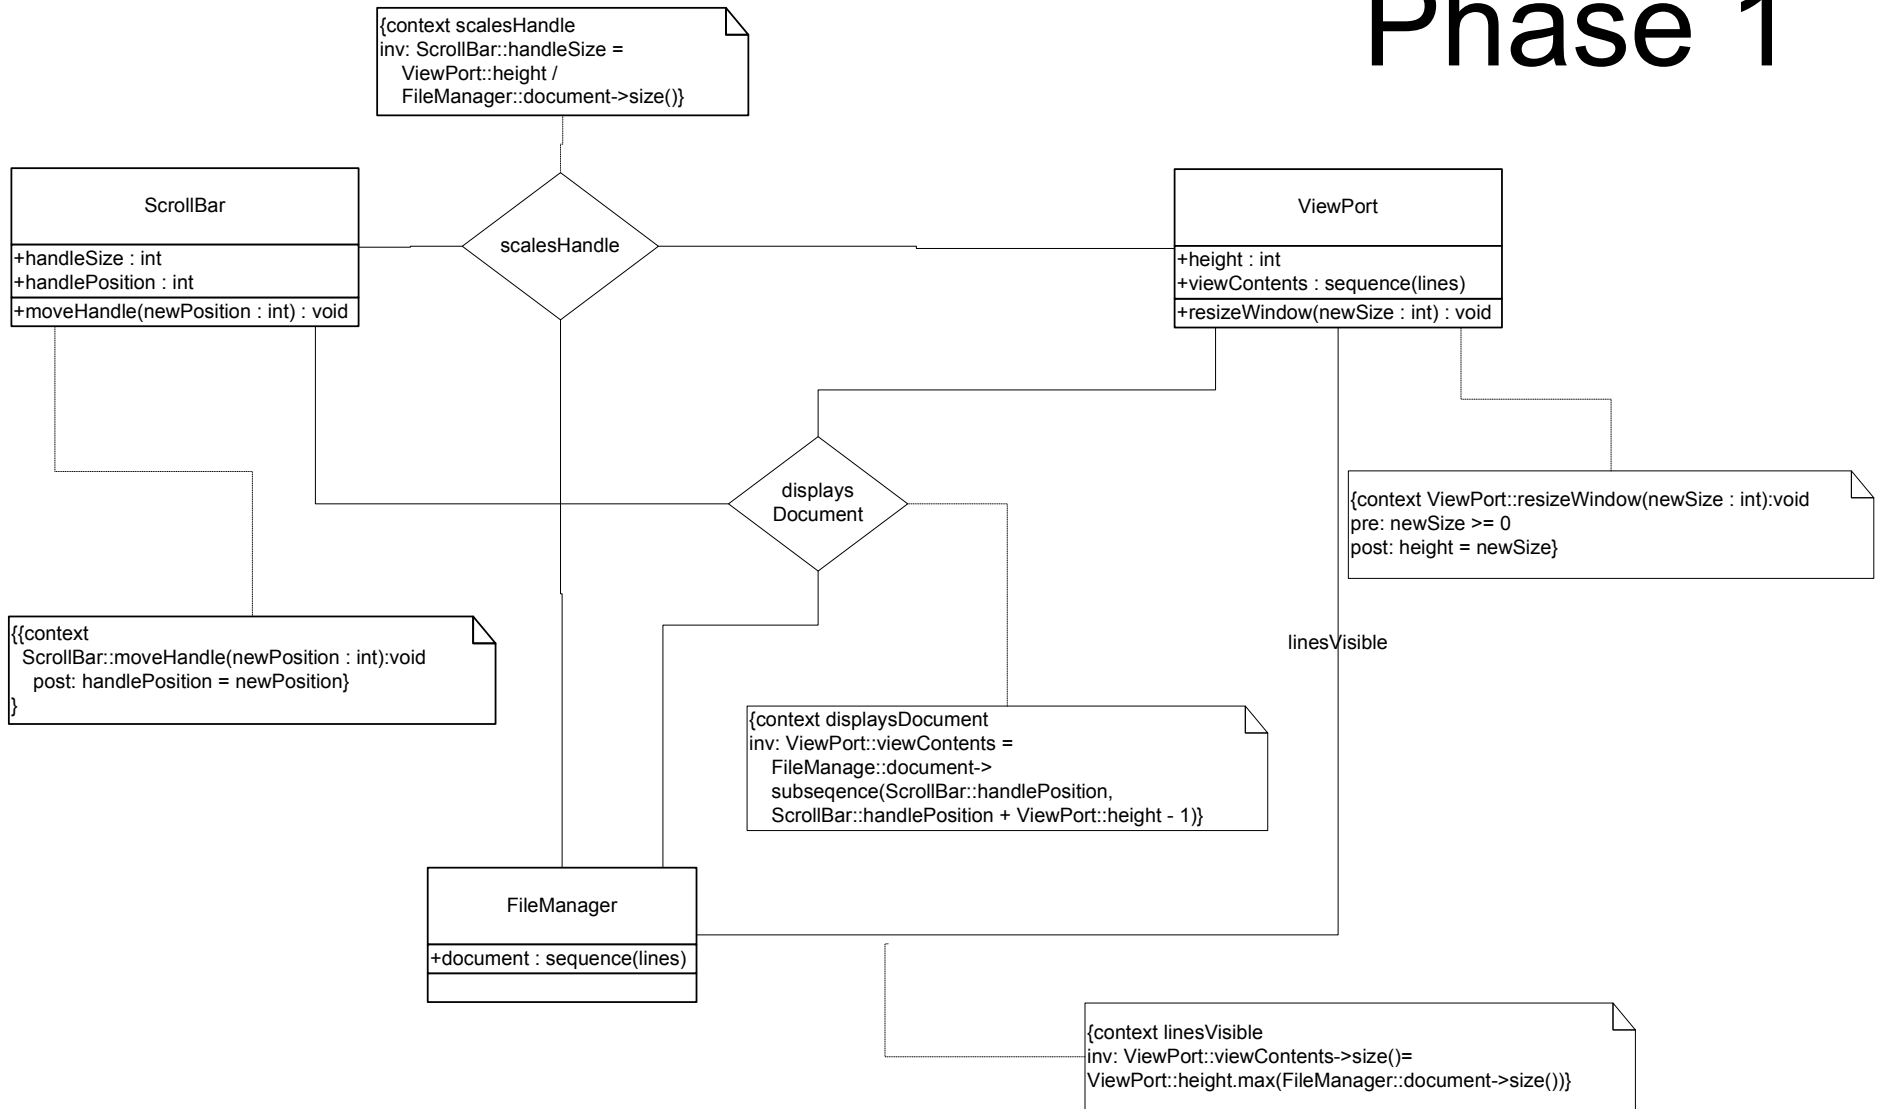 Phase 1
{context scalesHandle
inv: ScrollBar::handleSize =
ViewPort::height /
FileManager::document->size()}
ScrollBar
+handleSize : int
+handlePosition : int
+moveHandle(newPosition : int) : void
scalesHandle
ViewPort
+height : int
+viewContents : sequence(lines)
+resizeWindow(newSize : int) : void
displays
Document
{context ViewPort::resizeWindow(newSize : int):void
pre: newSize >= 0
post: height = newSize}
{{context
ScrollBar::moveHandle(newPosition : int):void
post: handlePosition = newPosition}
}
linesVisible
{context displaysDocument
inv: ViewPort::viewContents =
FileManage::document->
subseqence(ScrollBar::handlePosition,
ScrollBar::handlePosition + ViewPort::height - 1)}
FileManager
+document : sequence(lines)
{context linesVisible
inv: ViewPort::viewContents->size()=
ViewPort::height.max(FileManager::document->size())}